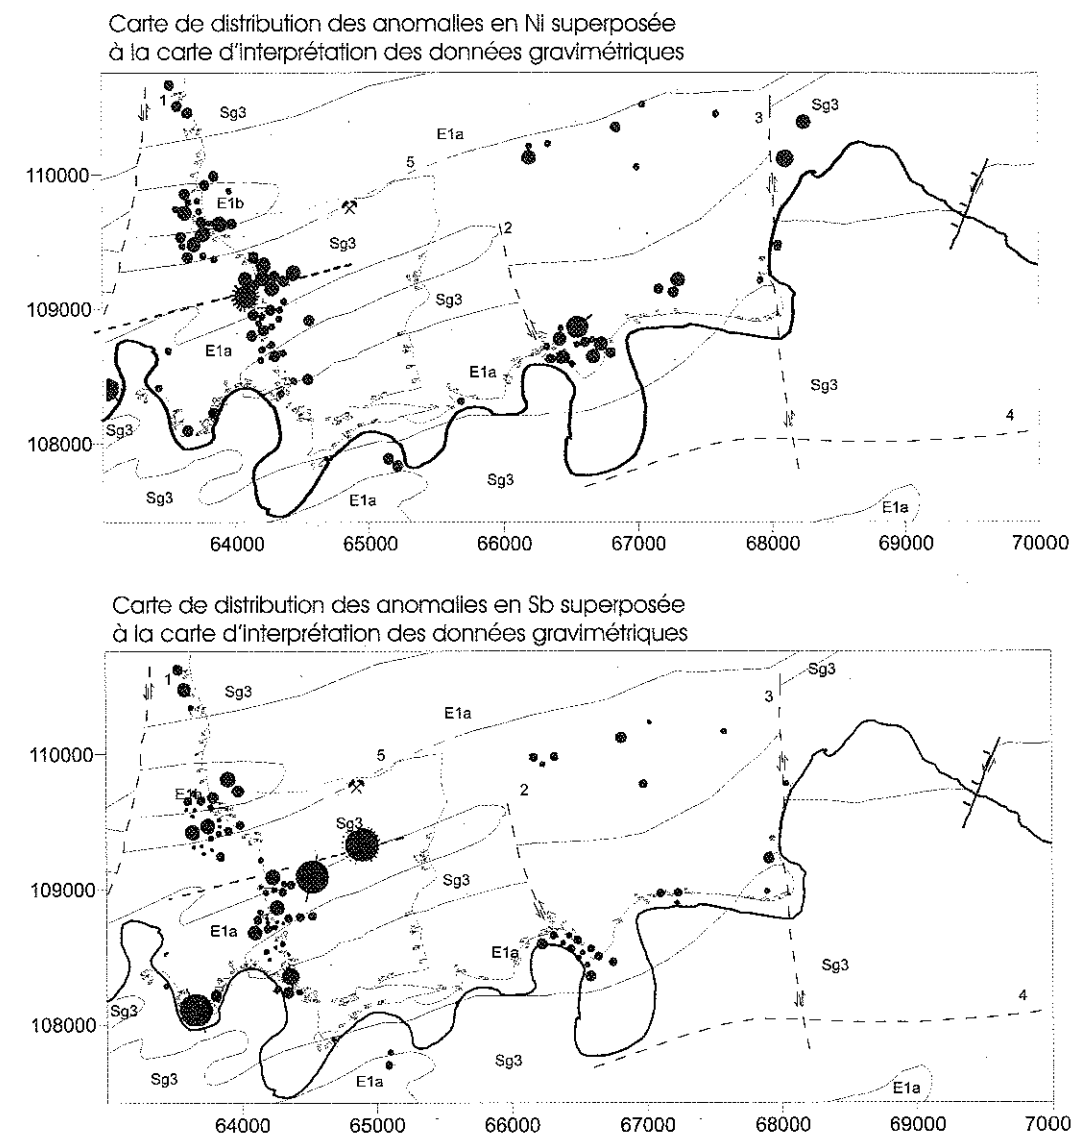 Carte de distribution des anomalies en Ni superposée
à la carte d'interprétation des données gravimétriques
1
Sg3
3
Sg3
E1a
5
110000
E1b
Sg3
2
Sg3
109000
E1a
E1a
Sg3
4
108000
Sg3
Sg3
E1a
Sg3
E1a
64000 65000 66000 67000 68000 69000 70000
Carte de distribution des anomalies en Sb superposée
à la carte d'interprétation des données gravimétriques
1
Sg3
Sg3
3
E1a
110000
5
E1b
2
Sg3
109000
Sg3
E1a
E1a
Sg3
4
108000
Sg3
Sg3
E1a
Sg3
E1a
64000 65000 66000 67000 68000 69000 7000